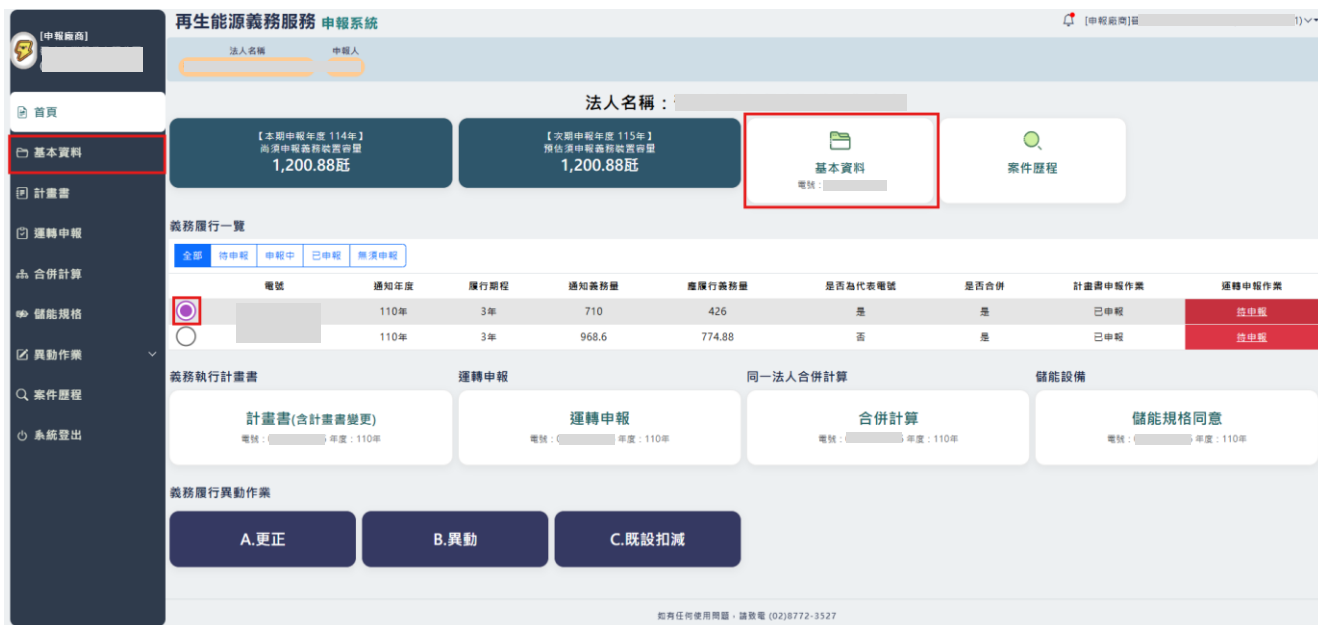 再生能源義務服務 申報系統
[申報廠商]
[申報廠商]
1)
法人名稱 申報人
首頁
基本資料
計畫書
運轉申報
合併計算
儲能規格
異動作業
案件歷程
系統登出
法人名稱：
【本期申報年度 114年】
尚須申報義務裝置容量
1,200.88瓩
【次期申報年度 115年】
預估須申報義務裝置容量
1,200.88瓩
基本資料
電號：
案件歷程
義務履行一覽
全部 待申報 申報中 已申報 無須申報
電號 通知年度 履行期程 通知義務量 應履行義務量 是否為代表電號 是否合併 計畫書申報作業 運轉申報作業
110年 3年 710 426 是 是 已申報 待申報
110年 3年 968.6 774.88 否 是 已申報 待申報
義務執行計畫書 運轉申報 同一法人合併計算 儲能設備
計畫書(含計畫書變更)
電號： 年度：110年
運轉申報
電號： 年度：110年
合併計算
電號： 年度：110年
儲能規格同意
電號： 年度：110年
義務履行異動作業
A.更正 B.異動 C.既設扣減
如有任何使用問題，請致電 (02)8772-3527